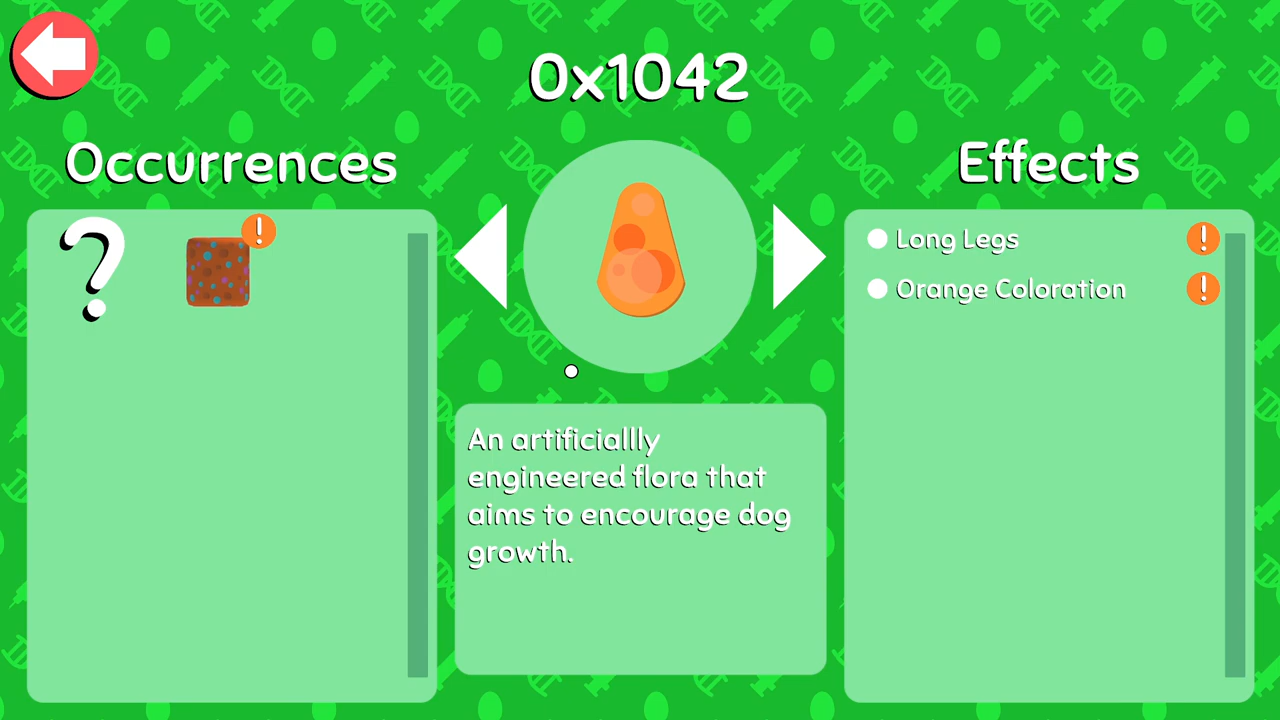 0x1042
Occurrences
Effects
?
!
Long Legs
!
Orange Coloration
!
An artificiallly
engineered flora that
aims to encourage dog
growth.